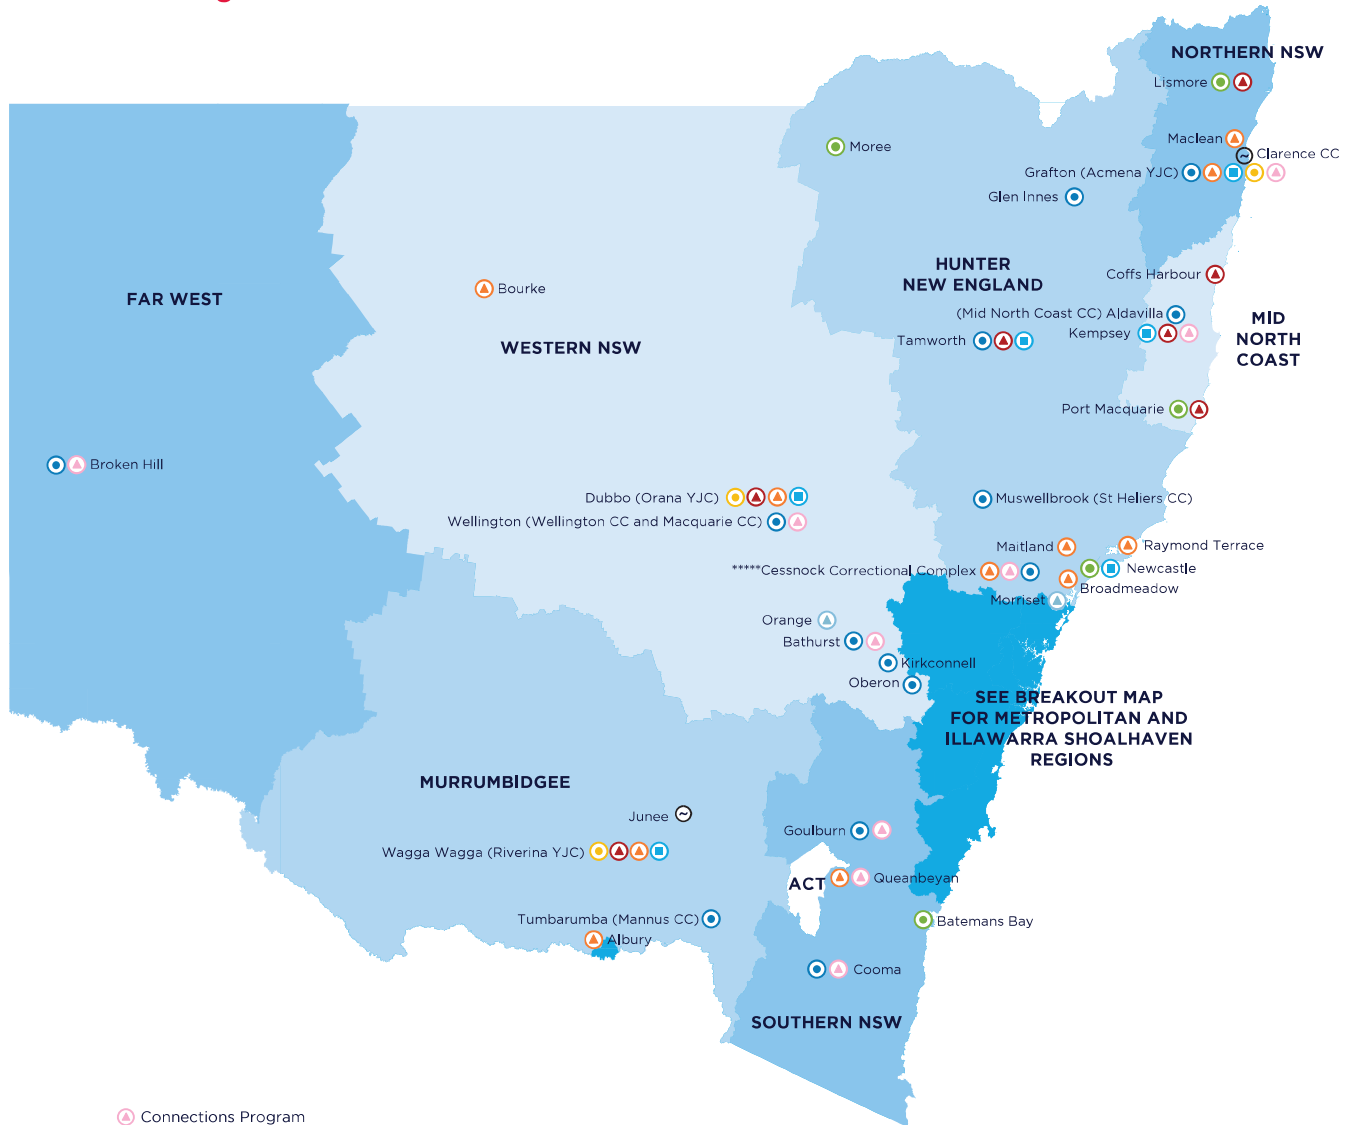 NORTHERN NSW
Lismore
Maclean
Clarence CC
Grafton (Acmena YJC)
Moree
Glen Innes
HUNTER
NEW ENGLAND
Coffs Harbour
FAR WEST
Bourke
(Mid North Coast CC) Aldavilla
MID
NORTH
COAST
Kempsey
Tamworth
WESTERN NSW
Port Macquarie
Broken Hill
Dubbo (Orana YJC)
Muswellbrook (St Heliers CC)
Wellington (Wellington CC and Macquarie CC)
Maitland
Raymond Terrace
*****Cessnock Correctional Complex
Newcastle
Broadmeadow
Morriset
Orange
Bathurst
Kirkconnell
Oberon
SEE BREAKOUT MAP
FOR METROPOLITAN AND
ILLAWARRA SHOALHAVEN
REGIONS
MURRUMBIDGEE
Junee
Goulburn
Wagga Wagga (Riverina YJC)
ACT
Queanbeyan
Tumbarumba (Mannus CC)
Batemans Bay
Albury
Cooma
SOUTHERN NSW
Connections Program